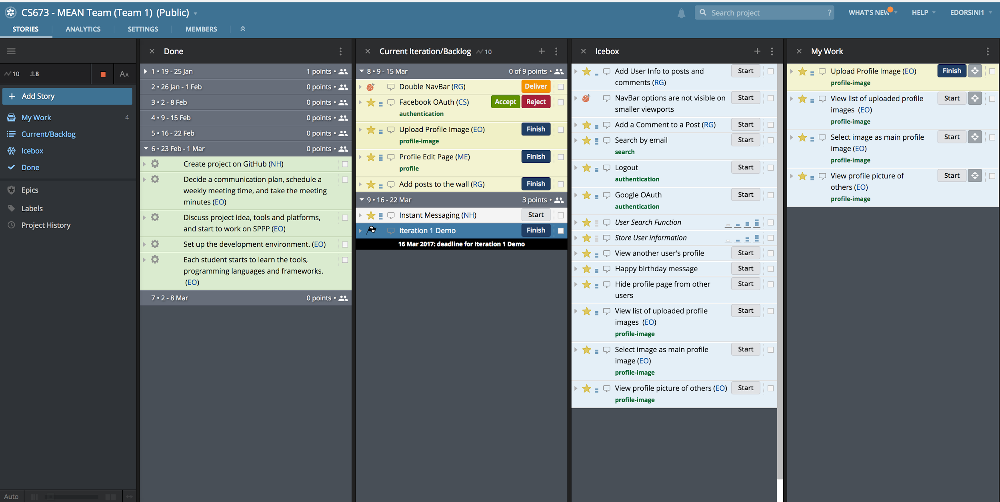 CS673 - MEAN Team (Team 1) (Public)
Search project ?
WHAT'S NEW
HELP
EDORSINI1
STORIES
ANALYTICS
SETTINGS
MEMBERS
10
8
AA
Add Story
My Work 4
Current/Backlog
Icebox
Done
Epics
Labels
Project History
Auto
Done
1 • 19 - 25 Jan 1 points •
2 • 26 Jan - 1 Feb 0 points •
3 • 2 - 8 Feb 0 points •
4 • 9 - 15 Feb 0 points •
5 • 16 - 22 Feb 0 points •
6 • 23 Feb - 1 Mar 0 points •
Create project on GitHub (NH)
Decide a communication plan, schedule a
weekly meeting time, and take the meeting
minutes (EO)
Discuss project idea, tools and platforms,
and start to work on SPPP (EO)
Set up the development environment. (EO)
Each student starts to learn the tools,
programming languages and frameworks.
(EO)
7 • 2 - 8 Mar 0 points •
Current Iteration/Backlog 10
8 • 9 - 15 Mar 0 of 9 points •
Double NavBar (RG) Deliver
Facebook OAuth (CS) Accept Reject
authentication
Upload Profile Image (EO) Finish
profile-image
Profile Edit Page (ME) Finish
profile
Add posts to the wall (RG) Finish
9 • 16 - 22 Mar 3 points •
Instant Messaging (NH) Start
Iteration 1 Demo Finish
16 Mar 2017: deadline for Iteration 1 Demo
Icebox
Add User Info to posts and Start
comments (RG)
NavBar options are not visible on Start
smaller viewports
Add a Comment to a Post (RG) Start
Search by email Start
search
Logout Start
authentication
Google OAuth Start
authentication
User Search Function
Store User information
View another user's profile Start
Happy birthday message Start
Hide profile page from other Start
users
View list of uploaded profile Start
images (EO)
profile-image
Select image as main profile Start
image (EO)
profile-image
View profile picture of others (EO) Start
profile-image
My Work
Upload Profile Image (EO) Finish
profile-image
View list of uploaded profile Start
images (EO)
profile-image
Select image as main profile Start
image (EO)
profile-image
View profile picture of Start
others (EO)
profile-image